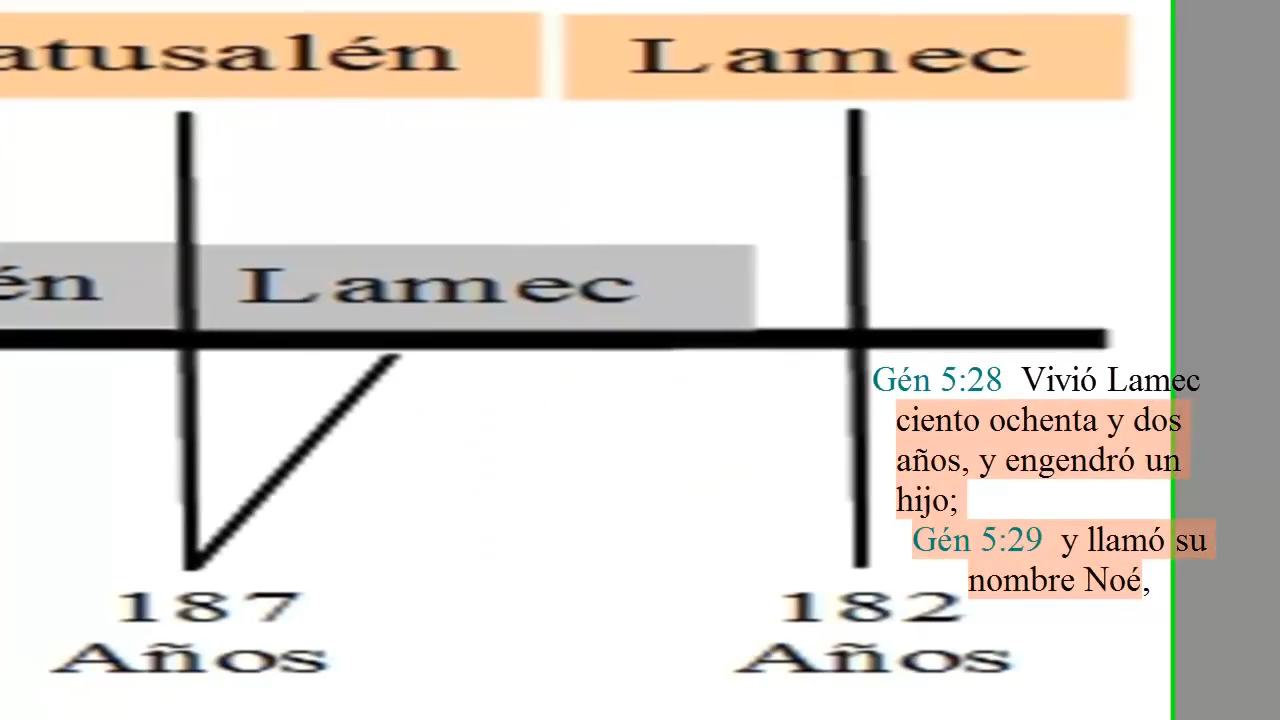 atusalén Lamec
én Lamec
Gén 5:28 Vivió Lamec
ciento ochenta y dos
años, y engendró un
hijo;
Gén 5:29 y llamó su
nombre Noé,
187 182
Años Años